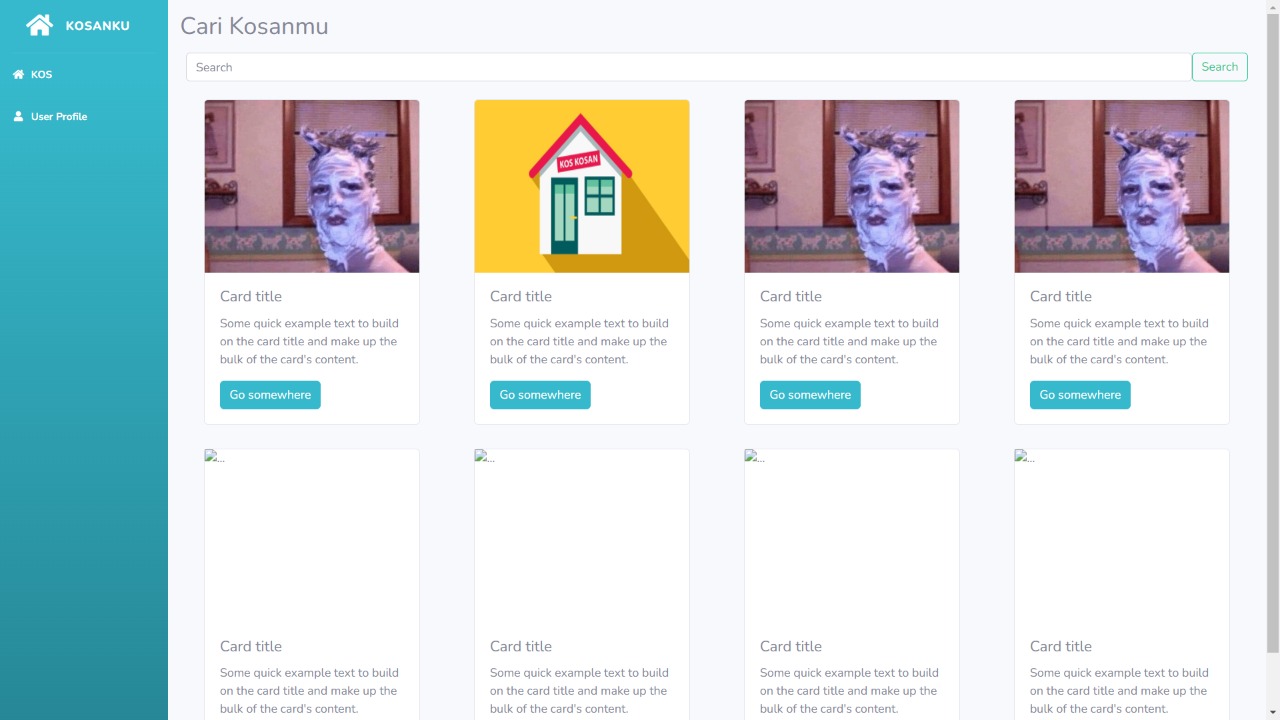 KOSANKU
KOS
User Profile
Cari Kosanmu
Search
Search
KOS KOSAN
Card title
Some quick example text to build
on the card title and make up the
bulk of the card's content.
Go somewhere
Card title
Some quick example text to build
on the card title and make up the
bulk of the card's content.
Go somewhere
Card title
Some quick example text to build
on the card title and make up the
bulk of the card's content.
Go somewhere
Card title
Some quick example text to build
on the card title and make up the
bulk of the card's content.
Go somewhere
...
Card title
Some quick example text to build
on the card title and make up the
bulk of the card's content.
...
Card title
Some quick example text to build
on the card title and make up the
bulk of the card's content.
...
Card title
Some quick example text to build
on the card title and make up the
bulk of the card's content.
...
Card title
Some quick example text to build
on the card title and make up the
bulk of the card's content.